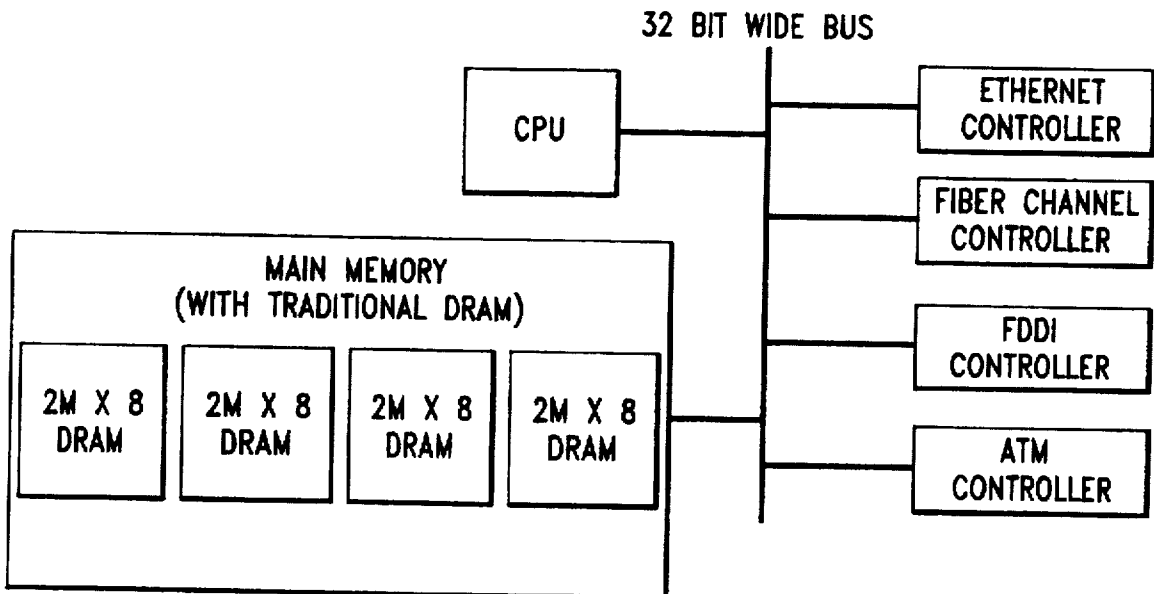 32 BIT WIDE BUS
CPU
ETHERNET
CONTROLLER
FIBER CHANNEL
CONTROLLER
MAIN MEMORY
(WITH TRADITIONAL DRAM)
FDDI
CONTROLLER
2M X 8
DRAM
2M X 8
DRAM
2M X 8
DRAM
2M X 8
DRAM
ATM
CONTROLLER